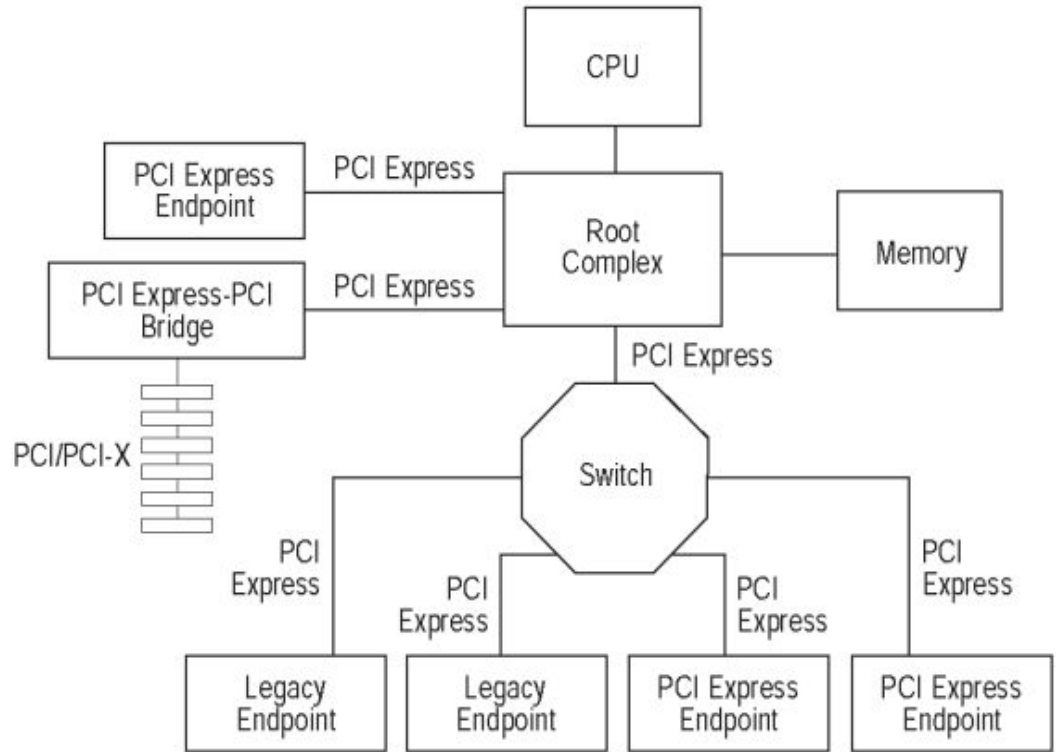 CPU
PCI Express
Endpoint
PCI Express
Root
Complex
Memory
PCI Express-PCI
Bridge
PCI Express
PCI Express
PCI/PCI-X
Switch
PCI
Express
PCI
Express
PCI
Express
PCI
Express
Legacy
Endpoint
Legacy
Endpoint
PCI Express
Endpoint
PCI Express
Endpoint